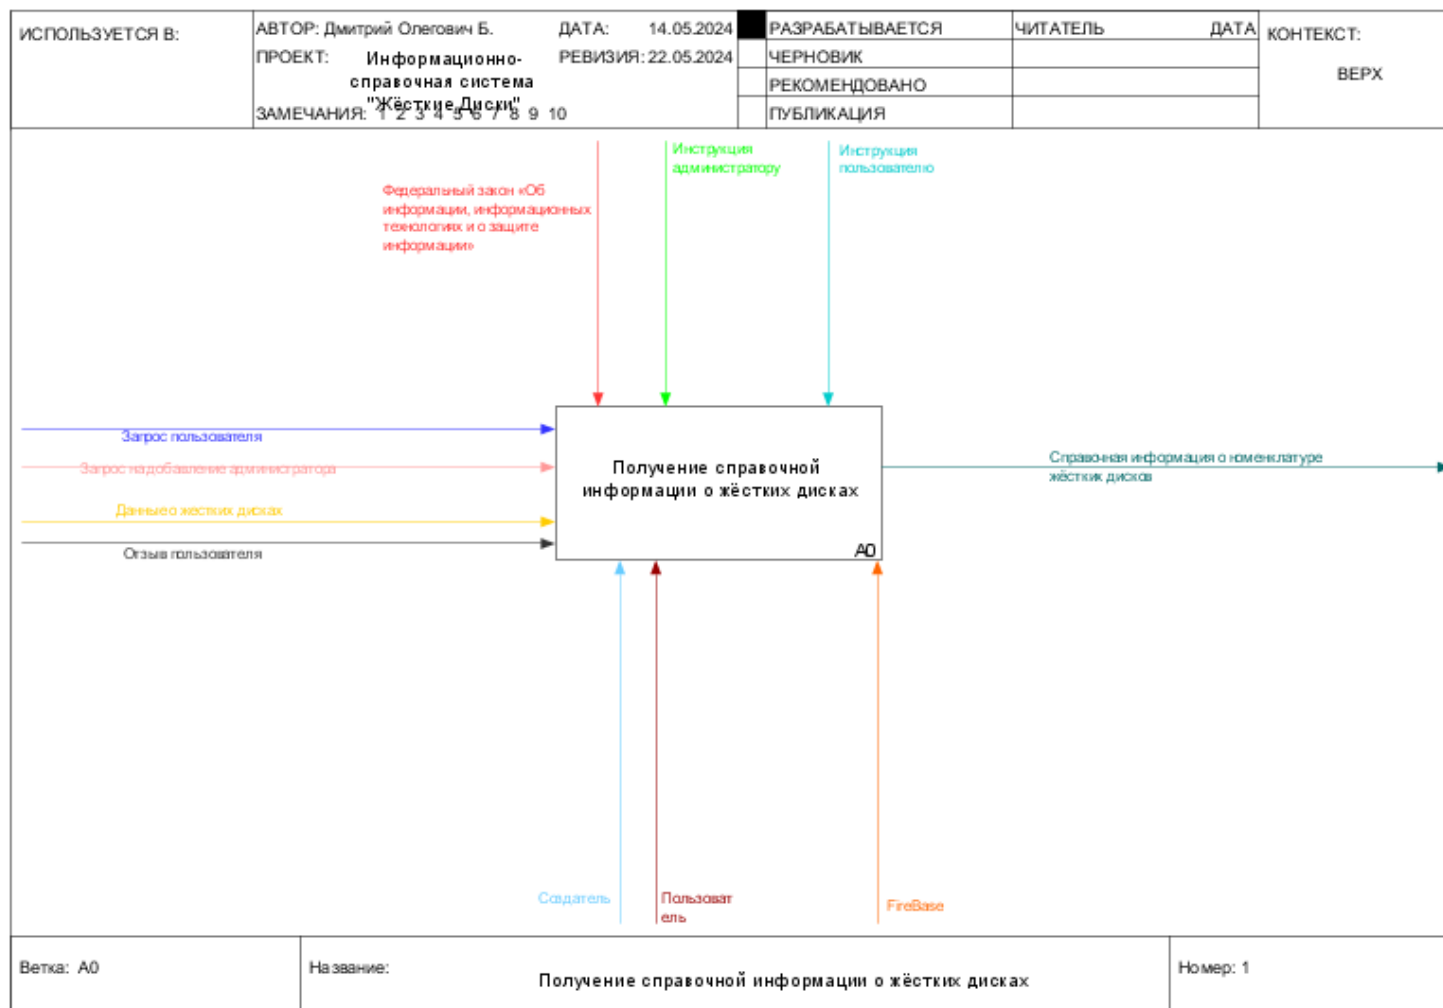 ИСПОЛЬЗУЕТСЯ В:
АВТОР: Дмитрий Олегович Б.
ДАТА: 14.05.2024
ПРОЕКТ: Информационно-
справочная система
"Жёсткие Диски"
РЕВИЗИЯ: 22.05.2024
ЗАМЕЧАНИЯ: 1 2 3 4 5 6 7 8 9 10
РАЗРАБАТЫВАЕТСЯ
ЧЕРНОВИК
РЕКОМЕНДОВАНО
ПУБЛИКАЦИЯ
ЧИТАТЕЛЬ ДАТА
КОНТЕКСТ:
ВЕРХ
Федеральный закон «Об
информации, информационных
технологиях и о защите
информации»
Инструкция
администратору
Инструкция
пользователю
Запрос пользователя
Запрос на добавление администратора
Данные о жестких дисках
Отзыв пользователя
Получение справочной
информации о жёстких дисках
A0
Справочная информация о номенклатуре
жёстких дисков
Создатель
Пользоват
ель
FireBase
Ветка: A0
Название:
Получение справочной информации о жёстких дисках
Номер: 1